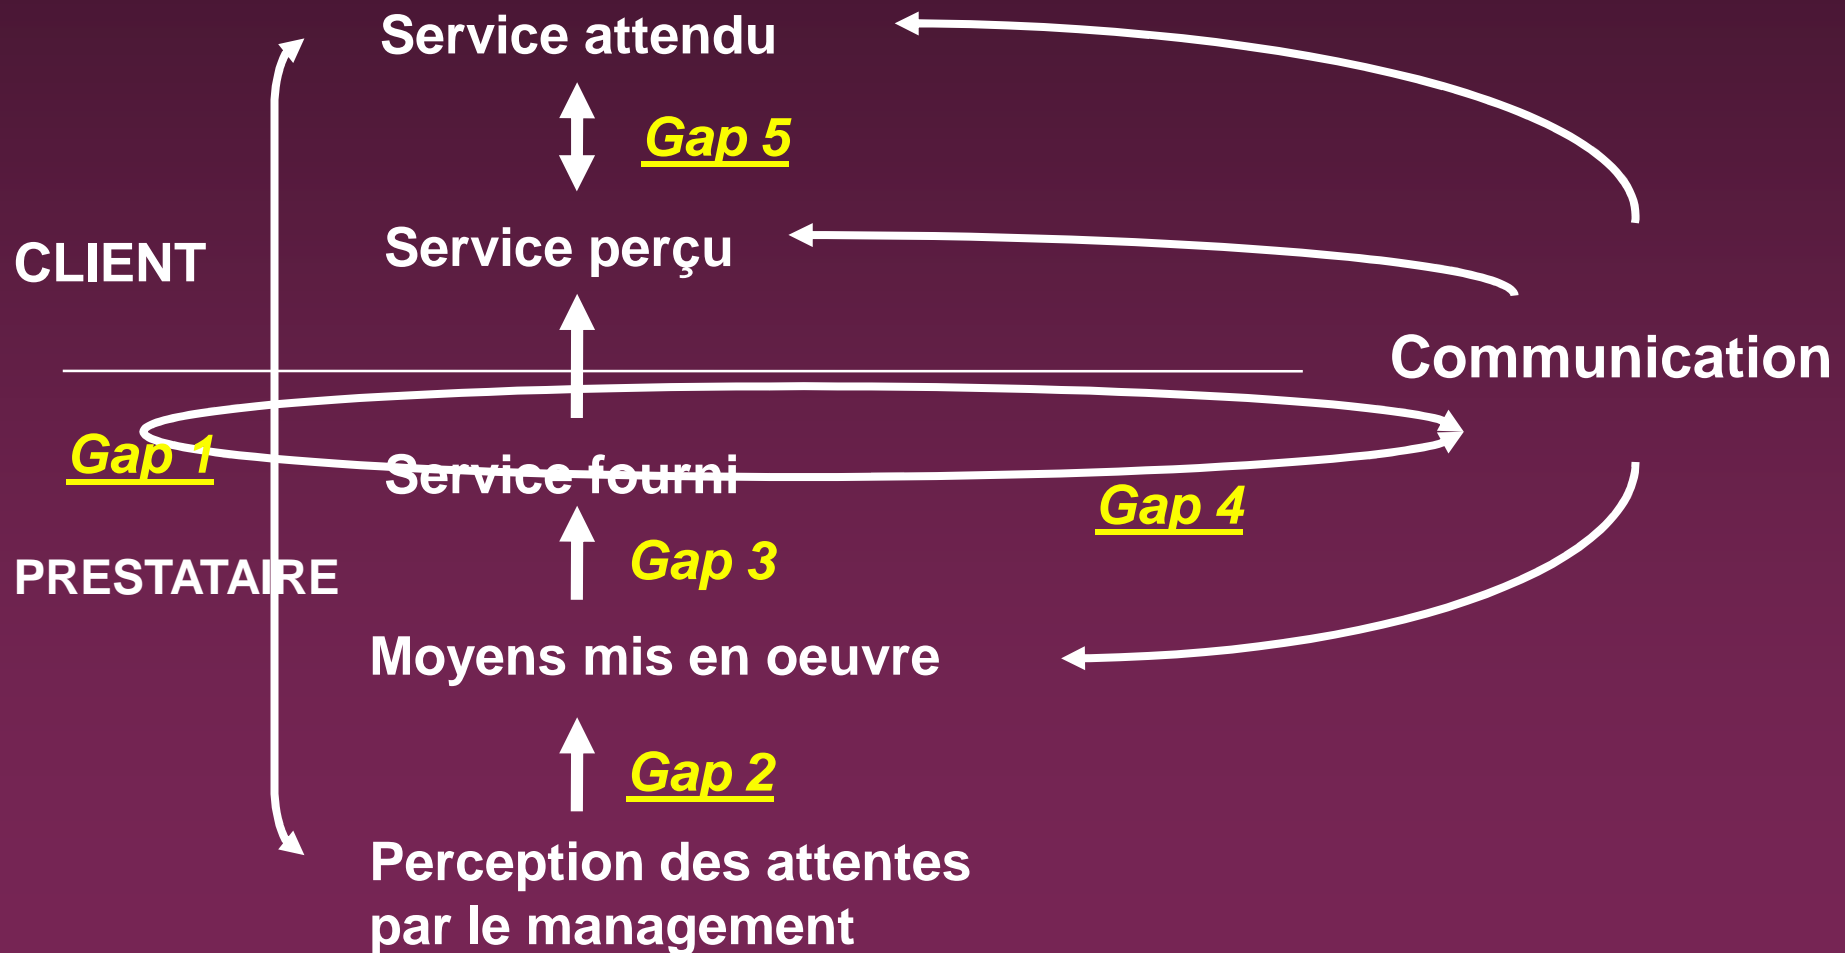 Service attendu
Gap 5
CLIENT
Service perçu
Communication
Gap 1
Service fourni
Gap 4
PRESTATAIRE
Gap 3
Moyens mis en oeuvre
Gap 2
Perception des attentes
par le management